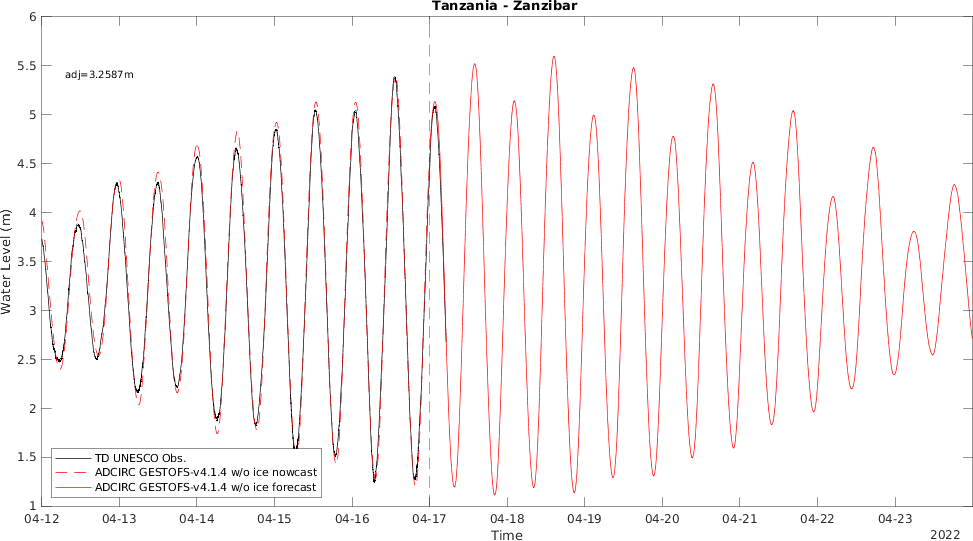 Tanzania - Zanzibar
adj=3.2587m
6
5.5
5
4.5
4
3.5
3
2.5
2
1.5
1
Water Level (m)
TD UNESCO Obs.
ADCIRC GESTOFS-v4.1.4 w/o ice nowcast
ADCIRC GESTOFS-v4.1.4 w/o ice forecast
04-12 04-13 04-14 04-15 04-16 04-17 04-18 04-19 04-20 04-21 04-22 04-23
Time
2022